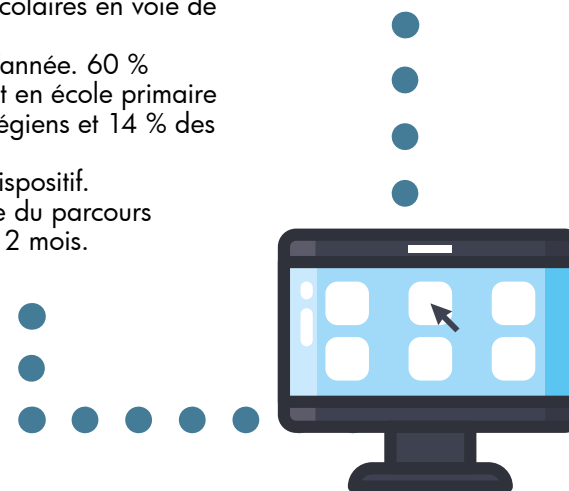 colaires en voie de
'année. 60 %
t en école primaire
égiens et 14 % des
ispositif.
e du parcours
2 mois.